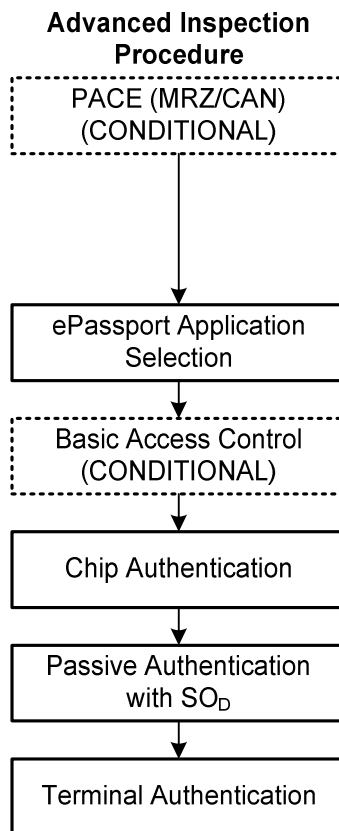 Advanced Inspection
Procedure
PACE (MRZ/CAN)
(CONDITIONAL)
ePassport Application
Selection
Basic Access Control
(CONDITIONAL)
Chip Authentication
Passive Authentication
with SOD
Terminal Authentication